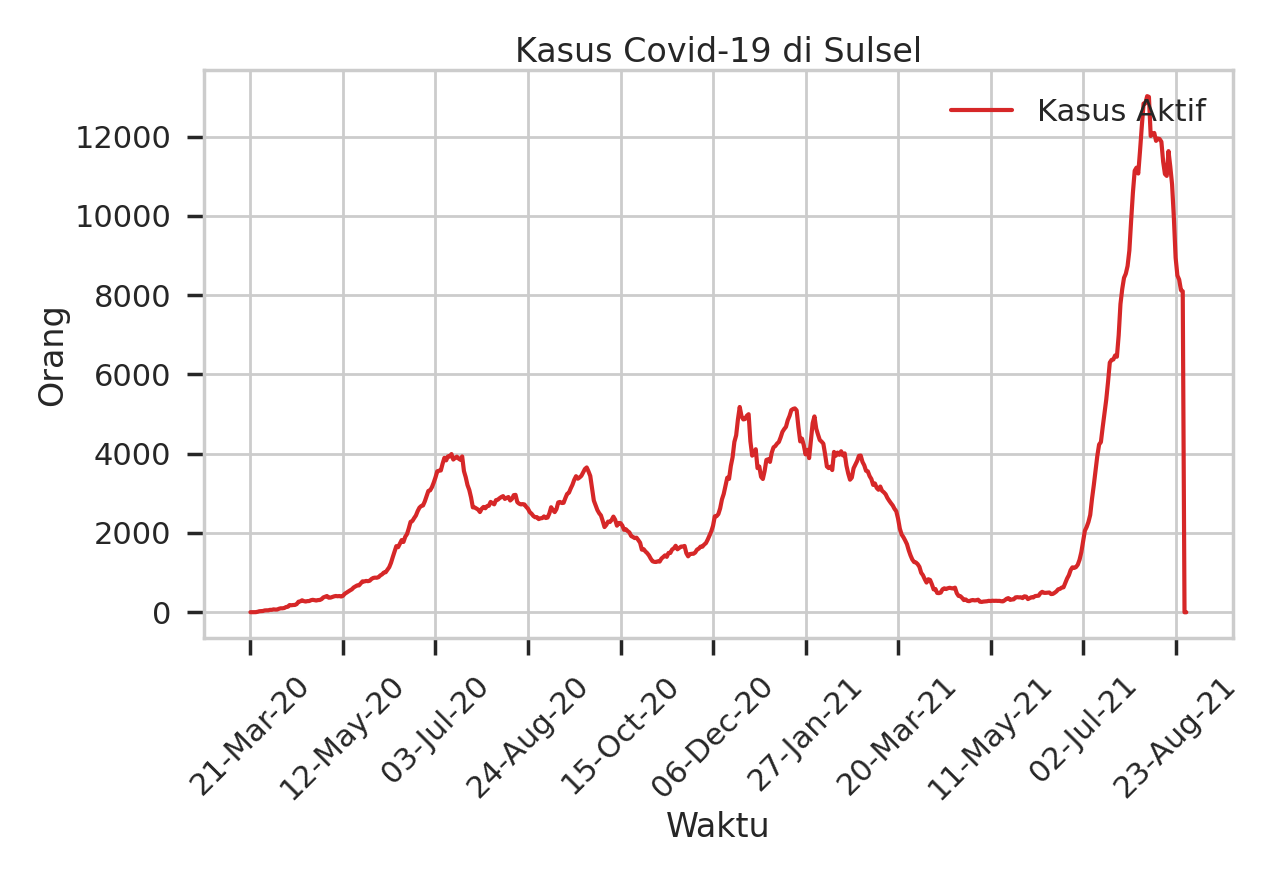 Kasus Covid-19 di Sulsel
Kasus Aktif
12000
10000
8000
6000
4000
2000
0
Orang
21-Mar-20
12-May-20
03-Jul-20
24-Aug-20
15-Oct-20
06-Dec-20
27-Jan-21
20-Mar-21
11-May-21
02-Jul-21
23-Aug-21
Waktu